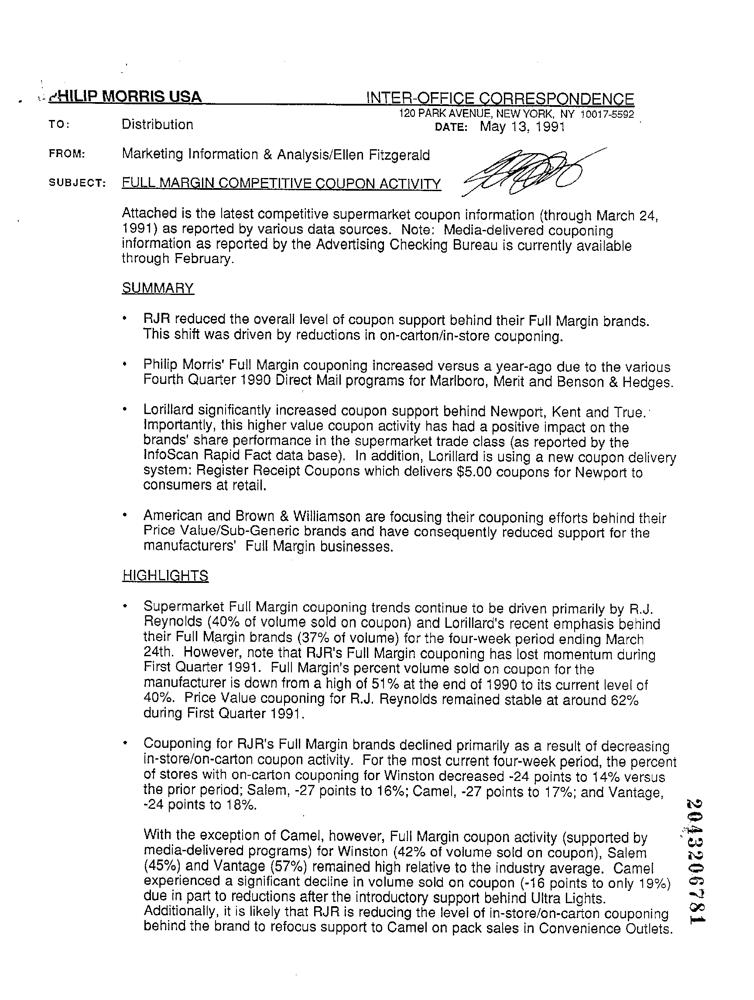 PHILIP MORRIS USA INTER-OFFICE CORRESPONDENCE
120 PARK AVENUE, NEW YORK, NY 10017-5592
TO: Distribution DATE: May 13, 1991
FROM: Marketing Information & Analysis/Ellen Fitzgerald
SUBJECT: FULL MARGIN COMPETITIVE COUPON ACTIVITY
Attached is the latest competitive supermarket coupon information (through March 24,
1991) as reported by various data sources. Note: Media-delivered couponing
information as reported by the Advertising Checking Bureau is currently available
through February.
SUMMARY
• RJR reduced the overall level of coupon support behind their Full Margin brands.
This shift was driven by reductions in on-carton/in-store couponing.
• Philip Morris' Full Margin couponing increased versus a year-ago due to the various
Fourth Quarter 1990 Direct Mail programs for Marlboro, Merit and Benson & Hedges.
• Lorillard significantly increased coupon support behind Newport, Kent and True.
Importantly, this higher value coupon activity has had a positive impact on the
brands' share performance in the supermarket trade class (as reported by the
InfoScan Rapid Fact data base). In addition, Lorillard is using a new coupon delivery
system: Register Receipt Coupons which delivers $5.00 coupons for Newport to
consumers at retail.
• American and Brown & Williamson are focusing their couponing efforts behind their
Price Value/Sub-Generic brands and have consequently reduced support for the
manufacturers' Full Margin businesses.
HIGHLIGHTS
• Supermarket Full Margin couponing trends continue to be driven primarily by R.J.
Reynolds (40% of volume sold on coupon) and Lorillard's recent emphasis behind
their Full Margin brands (37% of volume) for the four-week period ending March
24th. However, note that RJR's Full Margin couponing has lost momentum during
First Quarter 1991. Full Margin's percent volume sold on coupon for the
manufacturer is down from a high of 51% at the end of 1990 to its current level of
40%. Price Value couponing for R.J. Reynolds remained stable at around 62%
during First Quarter 1991.
• Couponing for RJR's Full Margin brands declined primarily as a result of decreasing
in-store/on-carton coupon activity. For the most current four-week period, the percent
of stores with on-carton couponing for Winston decreased -24 points to 14% versus
the prior period; Salem, -27 points to 16%; Camel, -27 points to 17%; and Vantage,
-24 points to 18%.
With the exception of Camel, however, Full Margin coupon activity (supported by
media-delivered programs) for Winston (42% of volume sold on coupon), Salem
(45%) and Vantage (57%) remained high relative to the industry average. Camel
experienced a significant decline in volume sold on coupon (-16 points to only 19%)
due in part to reductions after the introductory support behind Ultra Lights.
Additionally, it is likely that RJR is reducing the level of in-store/on-carton couponing
behind the brand to refocus support to Camel on pack sales in Convenience Outlets.
2043206781